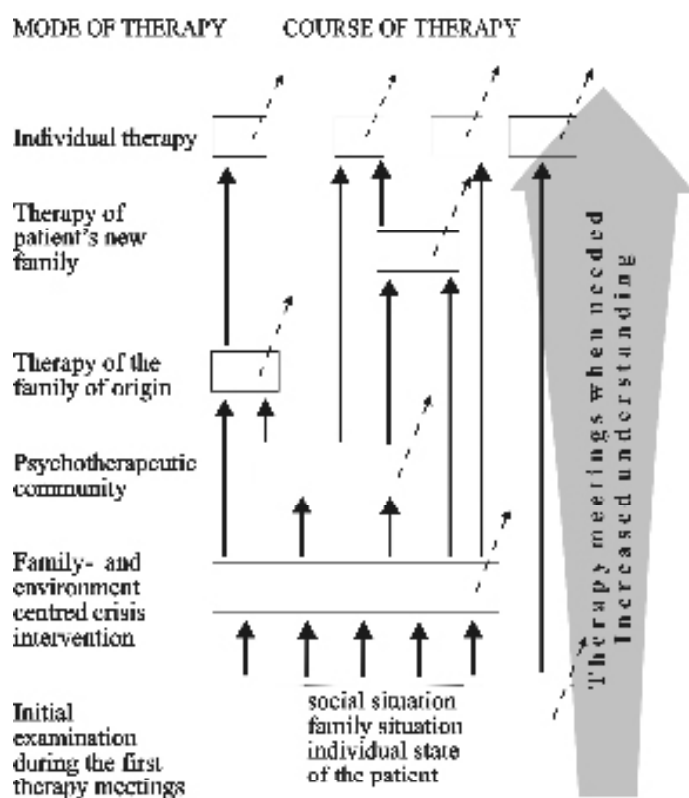 MODE OF THERAPY
COURSE OF THERAPY
Individual therapy
Therapy of
patient's new
family
Therapy of the
family of origin
Psychotherapeutic
community
Family- and
environment
centred crisis
intervention
Initial
examination
during the first
therapy meetings
social situation
family situation
individual state
of the patient
Therapy meetings when needed
Increased understanding